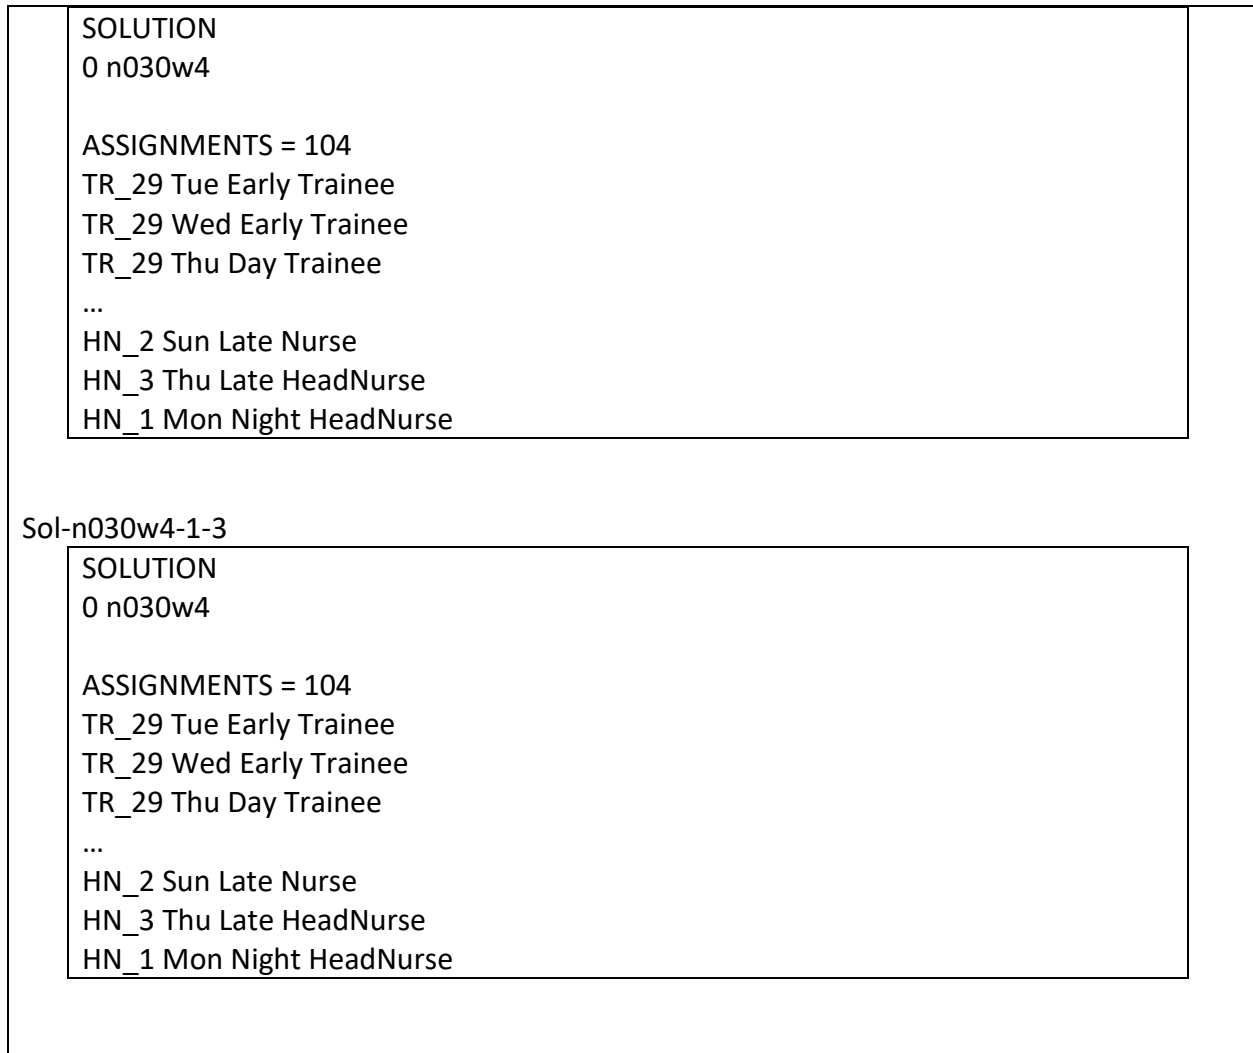 SOLUTION
0 n030w4
ASSIGNMENTS = 104
TR_29 Tue Early Trainee
TR_29 Wed Early Trainee
TR_29 Thu Day Trainee
…
HN_2 Sun Late Nurse
HN_3 Thu Late HeadNurse
HN_1 Mon Night HeadNurse
Sol-n030w4-1-3
SOLUTION
0 n030w4
ASSIGNMENTS = 104
TR_29 Tue Early Trainee
TR_29 Wed Early Trainee
TR_29 Thu Day Trainee
…
HN_2 Sun Late Nurse
HN_3 Thu Late HeadNurse
HN_1 Mon Night HeadNurse